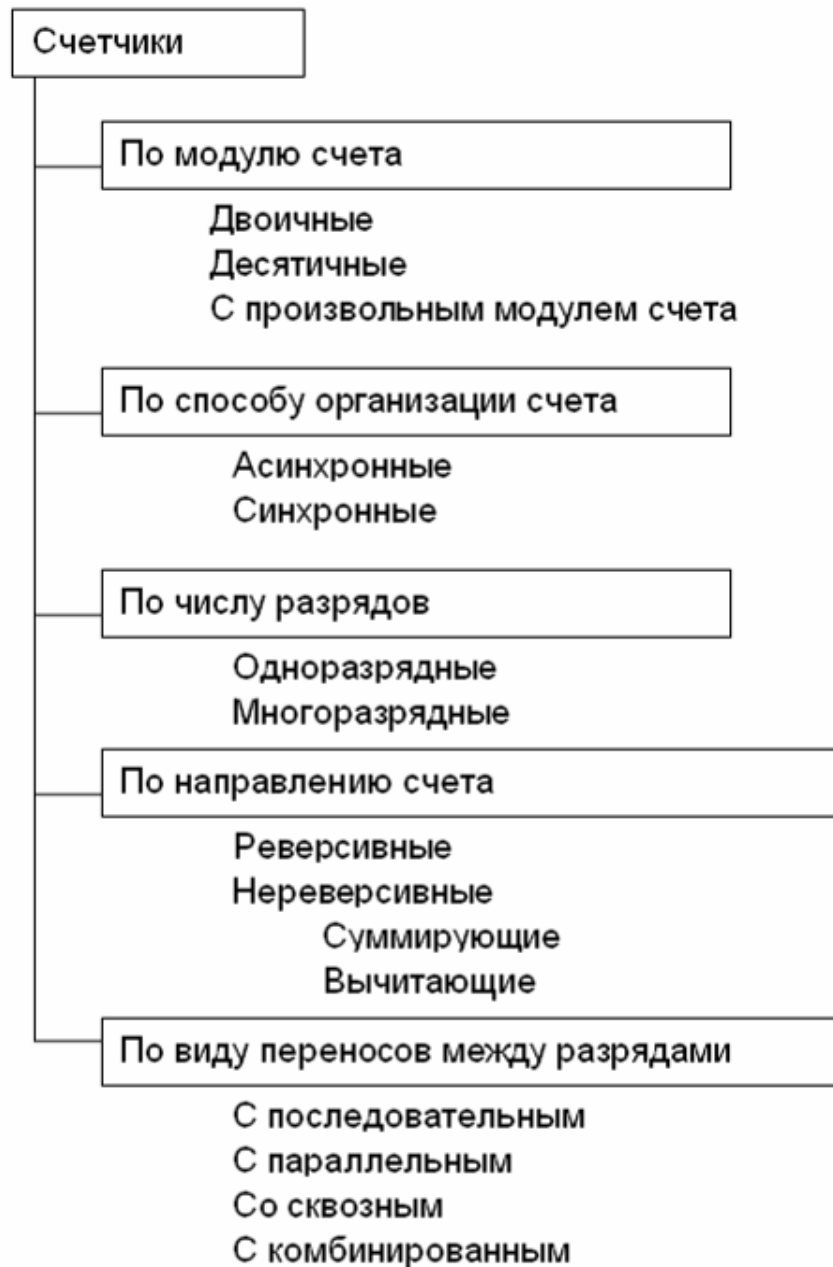 Счетчики
По модулю счета
Двоичные
Десятичные
С произвольным модулем счета
По способу организации счета
Асинхронные
Синхронные
По числу разрядов
Одноразрядные
Многоразрядные
По направлению счета
Реверсивные
Нереверсивные
Суммирующие
Вычитающие
По виду переносов между разрядами
С последовательным
С параллельным
Со сквозным
С комбинированным